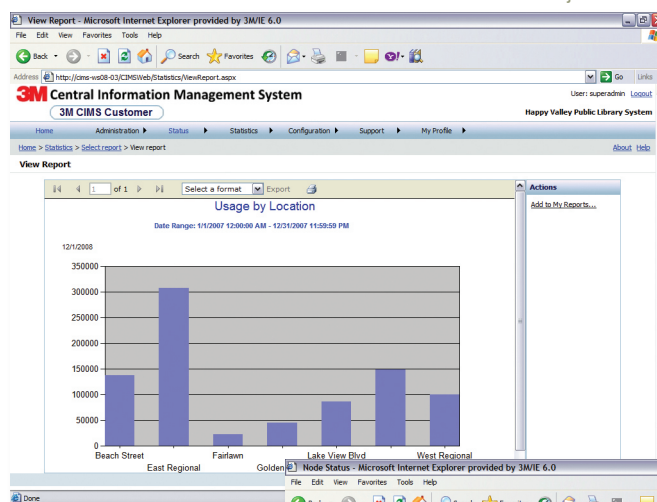 View Report - Microsoft Internet Explorer provided by 3M/IE 6.0
File Edit View Favorites Tools Help
Back Search Favorites
Address http://cims-ws08-03/CIMSWeb/Statistics/ViewReport.aspx Go Links
3M Central Information Management System User: superadmin Logout
3M CIMS Customer Happy Valley Public Library System
Home Administration Status Statistics Configuration Support My Profile
Home > Statistics > Select report > View report About Help
View Report
1 of 1 Select a format Export Actions
Usage by Location Add to My Reports...
Date Range: 1/1/2007 12:00:00 AM - 12/31/2007 11:59:59 PM
12/1/2008
350000
300000
250000
200000
150000
100000
50000
0
Beach Street Fairlawn Lake View Blvd West Regional
East Regional Golden
Node Status - Microsoft Internet Explorer provided by 3M/IE 6.0
File Edit View Favorites Tools Help
Done